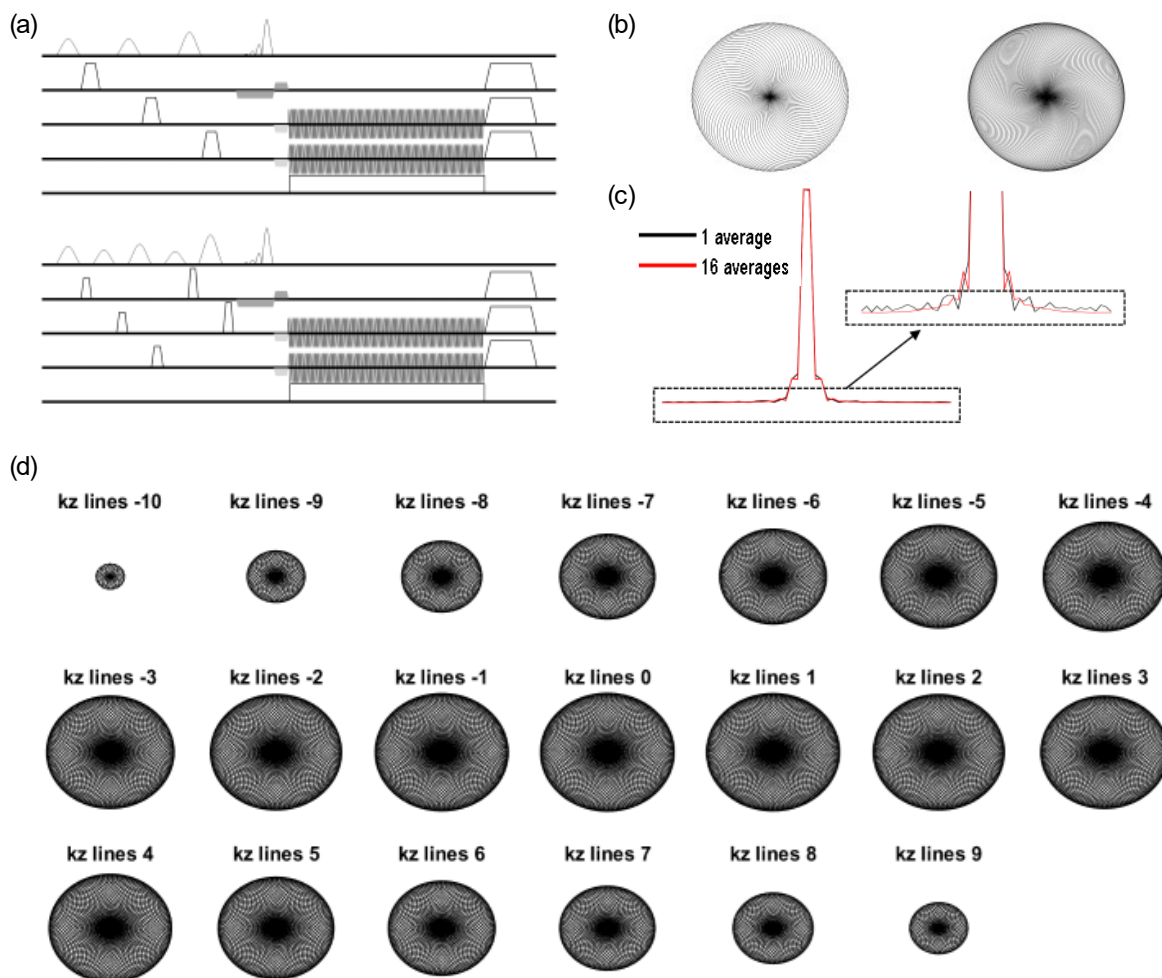 (a)
(b)
(c)
1 average
16 averages
(d)
kz lines -10
kz lines -9
kz lines -8
kz lines -7
kz lines -6
kz lines -5
kz lines -4
kz lines -3
kz lines -2
kz lines -1
kz lines 0
kz lines 1
kz lines 2
kz lines 3
kz lines 4
kz lines 5
kz lines 6
kz lines 7
kz lines 8
kz lines 9